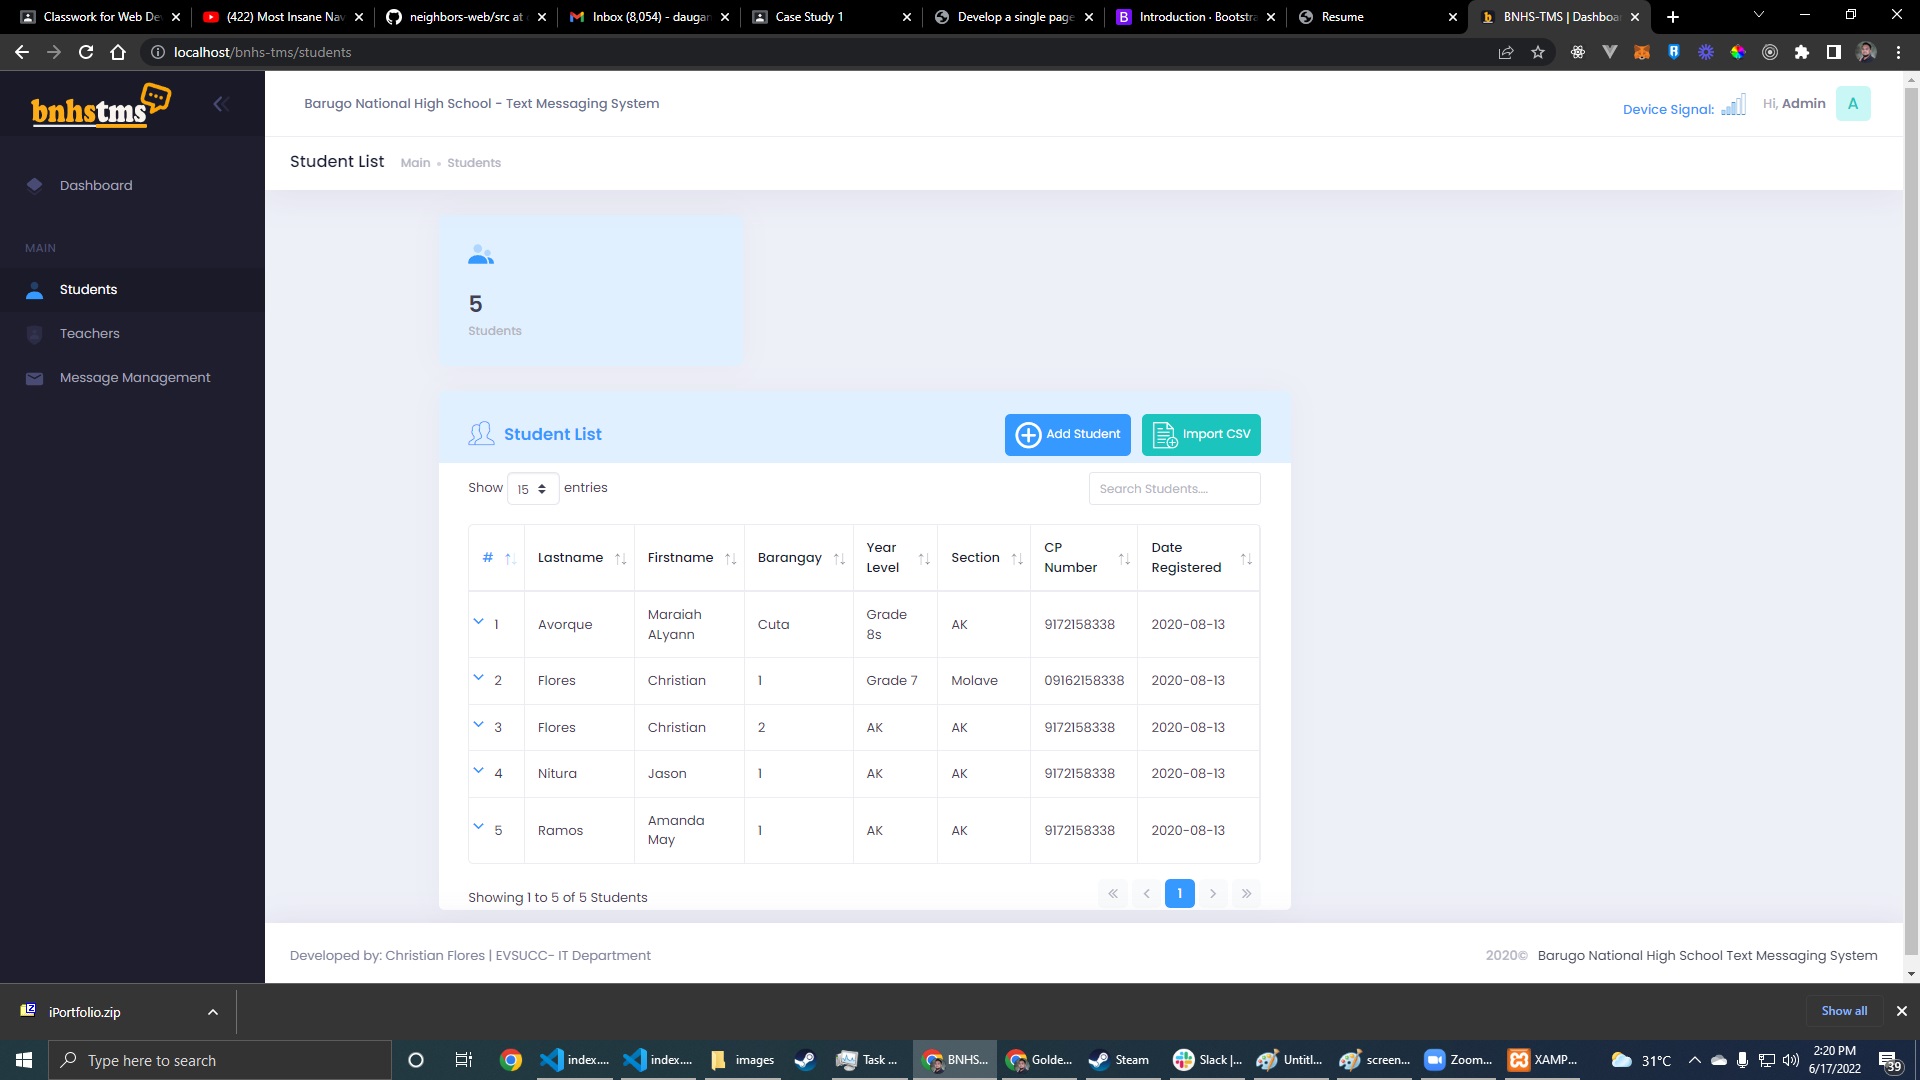 Classwork for Web De
(422) Most Insane Nav
neighbors-web/src at
Inbox (8,054) - daugan
Case Study 1
Develop a single page
Introduction · Bootstra
Resume
BNHS-TMS | Dashboa
localhost/bnhs-tms/students
bnhstms
Barugo National High School - Text Messaging System
Device Signal:
Hi, Admin
A
Student List
Main • Students
Dashboard
MAIN
Students
Teachers
Message Management
5
Students
Student List
Add Student
Import CSV
Show 15 entries
Search Students....
# Lastname Firstname Barangay Year Level Section CP Number Date Registered
1 Avorque Maraiah ALyann Cuta Grade 8s AK 9172158338 2020-08-13
2 Flores Christian 1 Grade 7 Molave 09162158338 2020-08-13
3 Flores Christian 2 AK AK 9172158338 2020-08-13
4 Nitura Jason 1 AK AK 9172158338 2020-08-13
5 Ramos Amanda May 1 AK AK 9172158338 2020-08-13
Showing 1 to 5 of 5 Students
« ‹ 1 › »
Developed by: Christian Flores | EVSUCC- IT Department
2020© Barugo National High School Text Messaging System
iPortfolio.zip
Show all
Type here to search
index....
index....
images
Task ...
BNHS...
Golde...
Steam
Slack |...
Untitl...
screen...
Zoom...
XAMP...
31°C
2:20 PM
6/17/2022
39